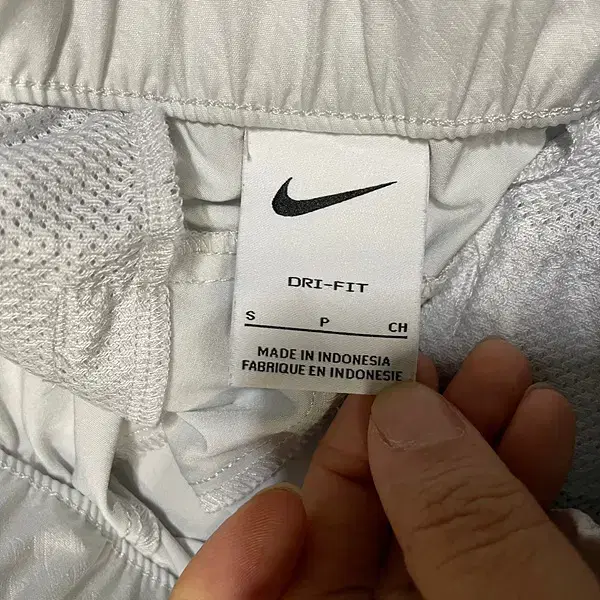 DRI-FIT
S P CH
MADE IN INDONESIA
FABRIQUE EN INDONESIE